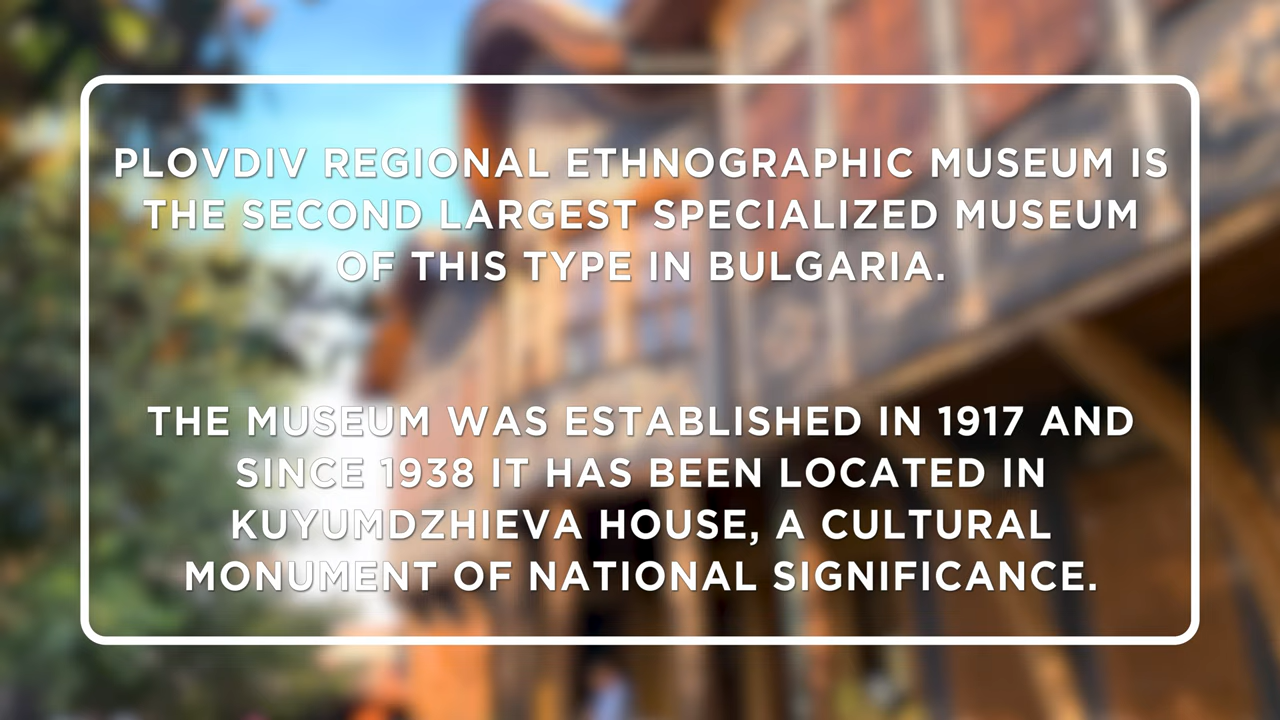 PLOVDIV REGIONAL ETHNOGRAPHIC MUSEUM IS
THE SECOND LARGEST SPECIALIZED MUSEUM
OF THIS TYPE IN BULGARIA.
THE MUSEUM WAS ESTABLISHED IN 1917 AND
SINCE 1938 IT HAS BEEN LOCATED IN
KUYUMDZHIEVA HOUSE, A CULTURAL
MONUMENT OF NATIONAL SIGNIFICANCE.